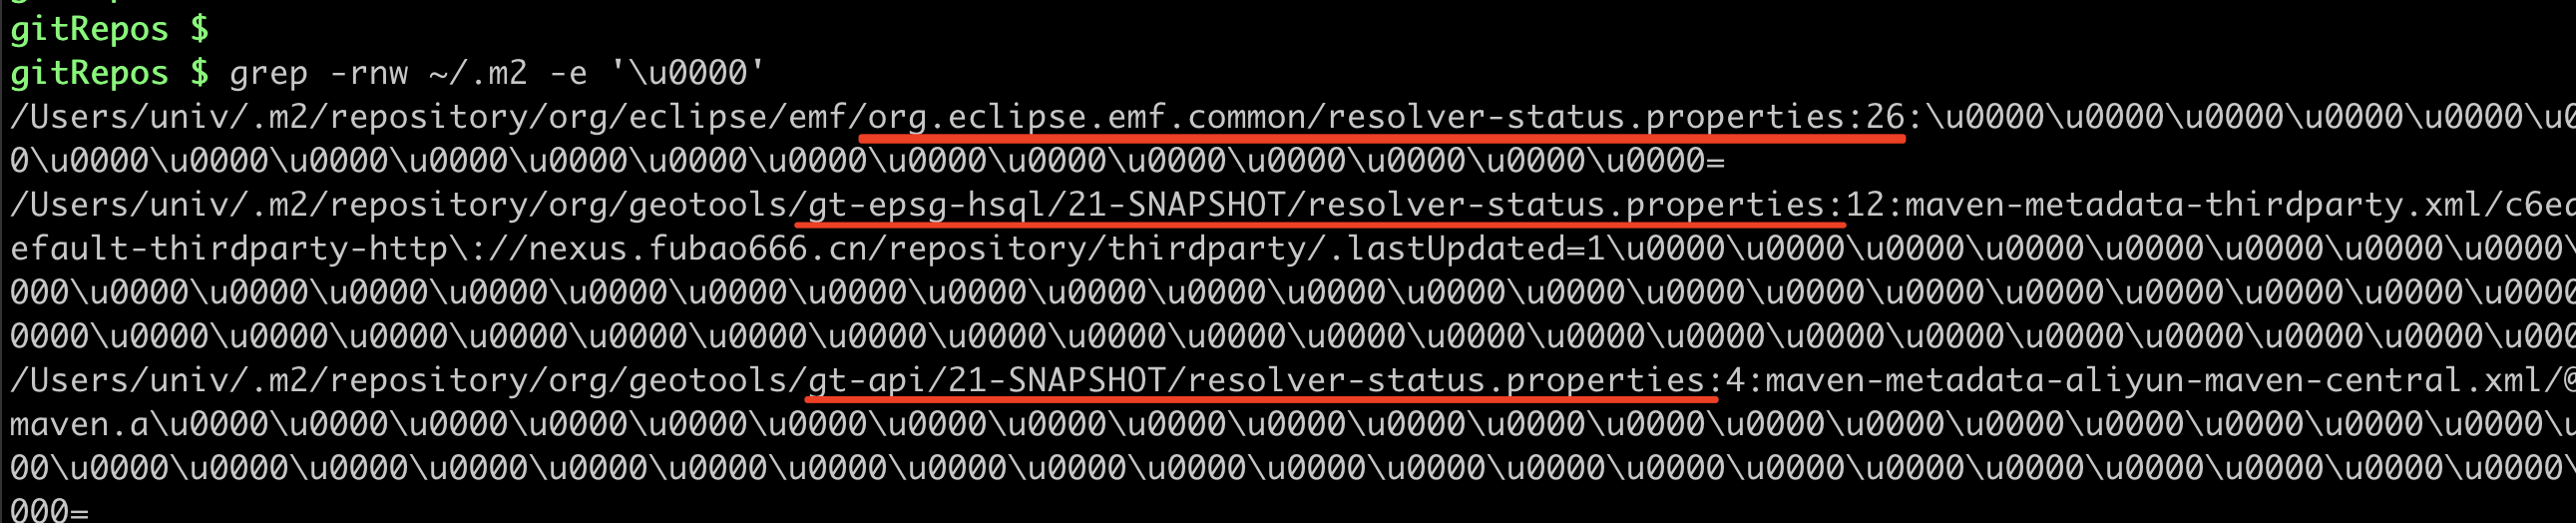 gitRepos $
gitRepos $ grep -rnw ~/.m2 -e '\u0000'
/Users/univ/.m2/repository/org/eclipse/emf/org.eclipse.emf.common/resolver-status.properties:26:\u0000\u0000\u0000\u0000\u0000\u0
0\u0000\u0000\u0000\u0000\u0000\u0000\u0000\u0000\u0000\u0000\u0000\u0000\u0000\u0000=
/Users/univ/.m2/repository/org/geotools/gt-epsg-hsql/21-SNAPSHOT/resolver-status.properties:12:maven-metadata-thirdparty.xml/c6ed
efault-thirdparty-http\://nexus.fubao666.cn/repository/thirdparty/.lastUpdated=1\u0000\u0000\u0000\u0000\u0000\u0000\u0000\u0000\
000\u0000\u0000\u0000\u0000\u0000\u0000\u0000\u0000\u0000\u0000\u0000\u0000\u0000\u0000\u0000\u0000\u0000\u0000\u0000\u0000\u0000
0000\u0000\u0000\u0000\u0000\u0000\u0000\u0000\u0000\u0000\u0000\u0000\u0000\u0000\u0000\u0000\u0000\u0000\u0000\u0000\u0000\u000
/Users/univ/.m2/repository/org/geotools/gt-api/21-SNAPSHOT/resolver-status.properties:4:maven-metadata-aliyun-maven-central.xml/@
maven.a\u0000\u0000\u0000\u0000\u0000\u0000\u0000\u0000\u0000\u0000\u0000\u0000\u0000\u0000\u0000\u0000\u0000\u0000\u0000\u0000\u
00\u0000\u0000\u0000\u0000\u0000\u0000\u0000\u0000\u0000\u0000\u0000\u0000\u0000\u0000\u0000\u0000\u0000\u0000\u0000\u0000\u0000\
000=